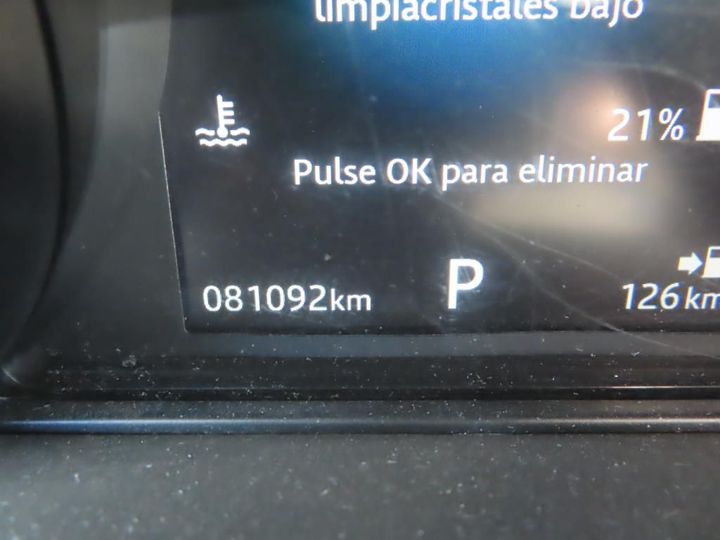 limpiacristales bajo
21%
Pulse OK para eliminar
081092km
P
126 km